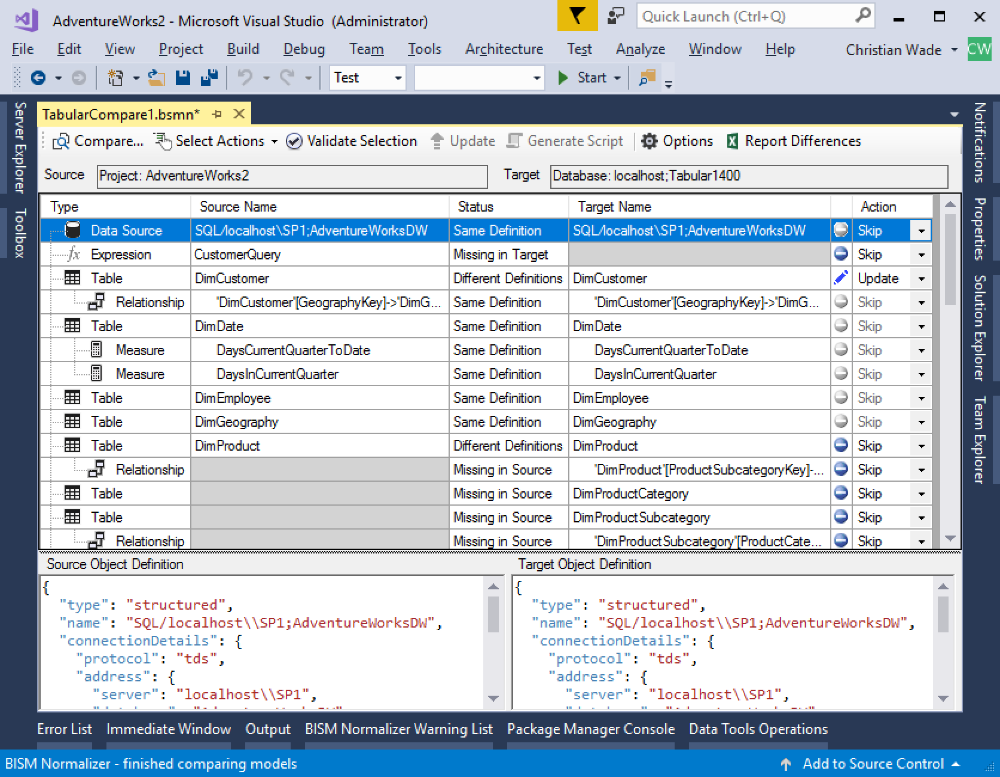 AdventureWorks2 - Microsoft Visual Studio (Administrator)
Quick Launch (Ctrl+Q)
File Edit View Project Build Debug Team Tools Architecture Test Analyze Window Help Christian Wade CW
Test Start
Server Explorer
Toolbox
TabularCompare1.bsmn*
Compare... Select Actions Validate Selection Update Generate Script Options Report Differences
Source Project: AdventureWorks2 Target Database: localhost;Tabular1400
Type Source Name Status Target Name Action
Data Source SQL/localhost\SP1;AdventureWorksDW Same Definition SQL/localhost\SP1;AdventureWorksDW Skip
Expression CustomerQuery Missing in Target Skip
Table DimCustomer Different Definitions DimCustomer Update
Relationship 'DimCustomer'[GeographyKey]->'DimG... Same Definition 'DimCustomer'[GeographyKey]->'DimG... Skip
Table DimDate Same Definition DimDate Skip
Measure DaysCurrentQuarterToDate Same Definition DaysCurrentQuarterToDate Skip
Measure DaysInCurrentQuarter Same Definition DaysInCurrentQuarter Skip
Table DimEmployee Same Definition DimEmployee Skip
Table DimGeography Same Definition DimGeography Skip
Table DimProduct Different Definitions DimProduct Skip
Relationship Missing in Source 'DimProduct'[ProductSubcategoryKey]-... Skip
Table Missing in Source DimProductCategory Skip
Table Missing in Source DimProductSubcategory Skip
Relationship Missing in Source 'DimProductSubcategory'[ProductCate... Skip
Notifications
Properties
Solution Explorer
Team Explorer
Source Object Definition
{
"type": "structured",
"name": "SQL/localhost\\SP1;AdventureWorksDW",
"connectionDetails": {
"protocol": "tds",
"address": {
"server": "localhost\\SP1",
Target Object Definition
{
"type": "structured",
"name": "SQL/localhost\\SP1;AdventureWorksDW",
"connectionDetails": {
"protocol": "tds",
"address": {
"server": "localhost\\SP1",
Error List Immediate Window Output BISM Normalizer Warning List Package Manager Console Data Tools Operations
BISM Normalizer - finished comparing models Add to Source Control